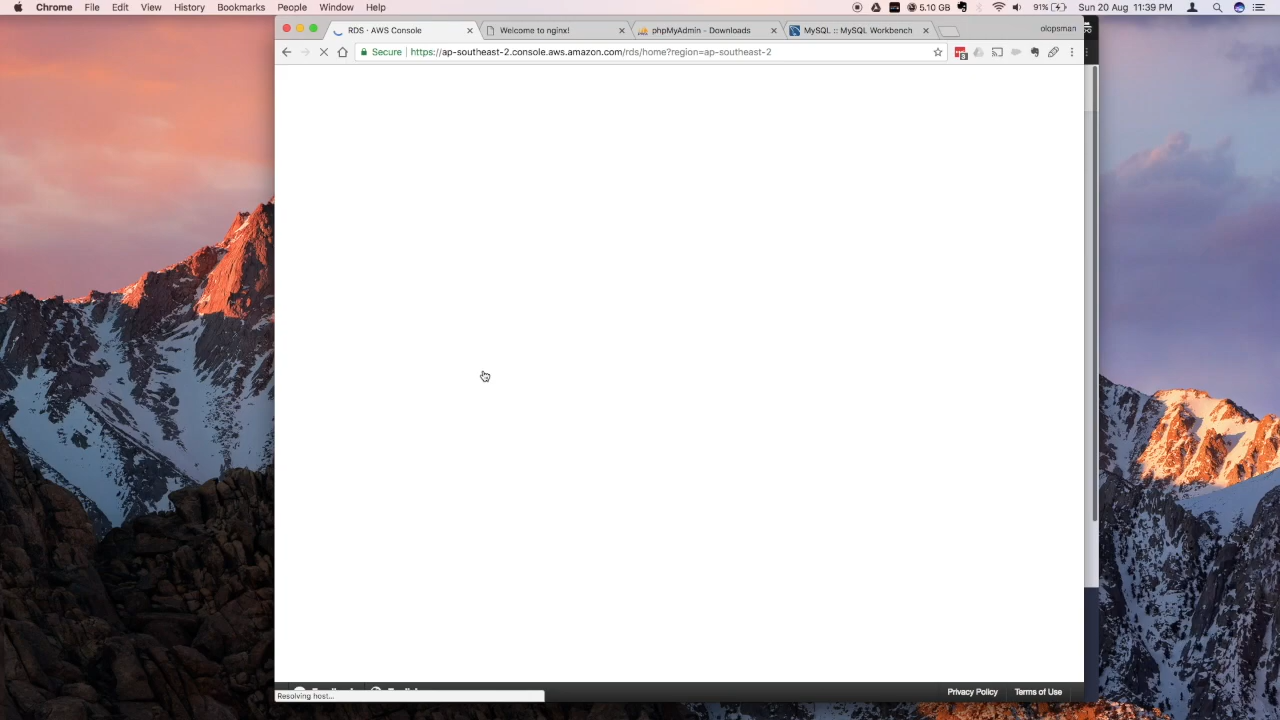 Chrome File Edit View History Bookmarks People Window Help
5.10 GB 91% Sun 20 Aug 11:39 PM
RDS · AWS Console
Welcome to nginx!
phpMyAdmin - Downloads
MySQL :: MySQL Workbench
olopsman
Secure https://ap-southeast-2.console.aws.amazon.com/rds/home?region=ap-southeast-2
Resolving host...
Privacy Policy
Terms of Use